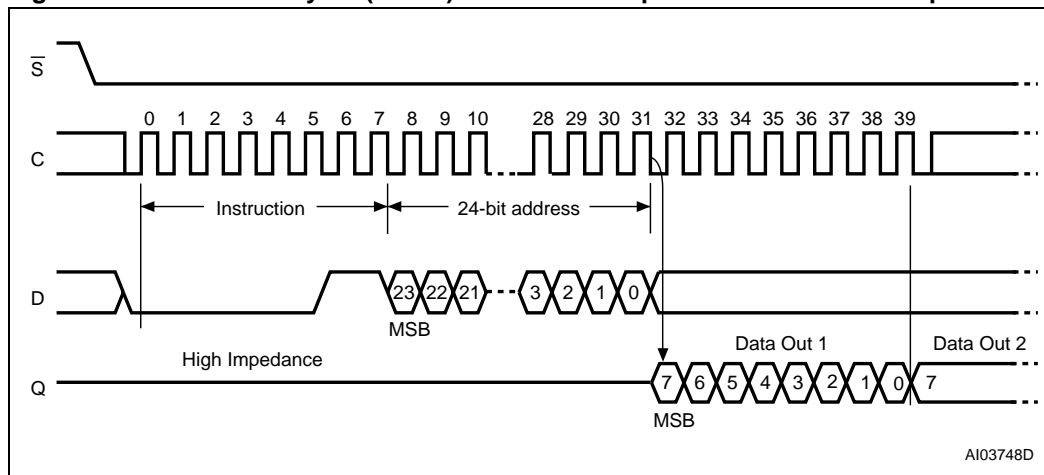 S
0 1 2 3 4 5 6 7 8 9 10 28 29 30 31 32 33 34 35 36 37 38 39
C
Instruction 24-bit address
D
23 22 21 3 2 1 0
MSB
High Impedance
Data Out 1 Data Out 2
Q
7 6 5 4 3 2 1 0 7
MSB
AI03748D